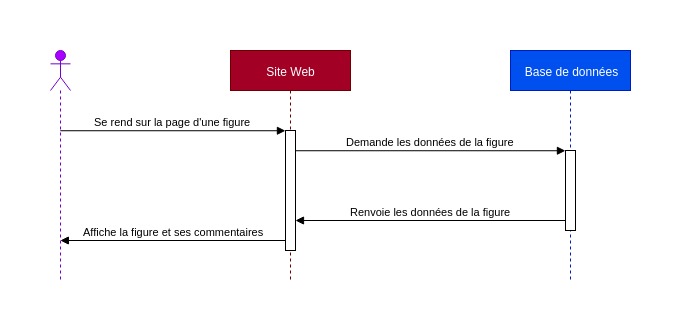 Site Web
Base de données
Se rend sur la page d'une figure
Demande les données de la figure
Renvoie les données de la figure
Affiche la figure et ses commentaires